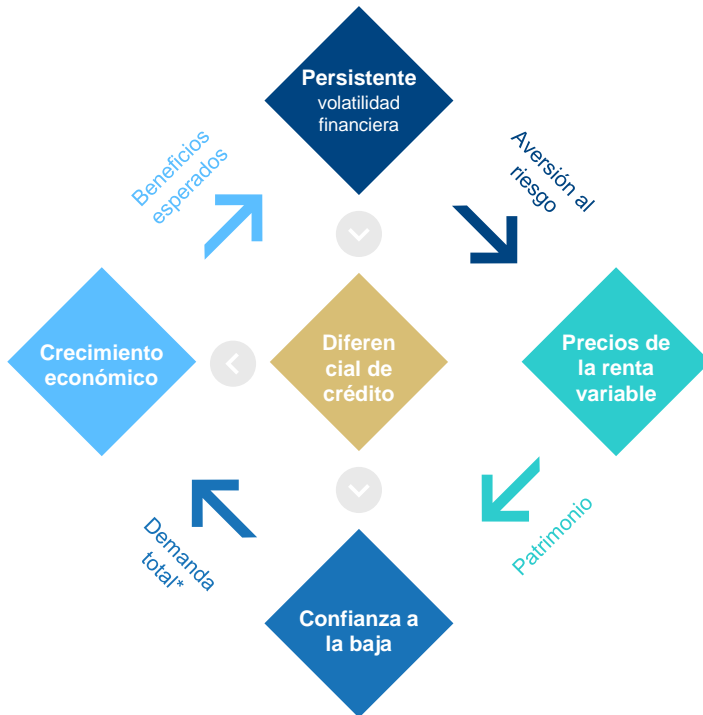 Persistente
volatilidad
financiera
Beneficios
esperados
Aversión al
riesgo
Crecimiento
económico
Diferen
cial de
crédito
Precios de
la renta
variable
Demanda
total*
Patrimonio
Confianza a
la baja